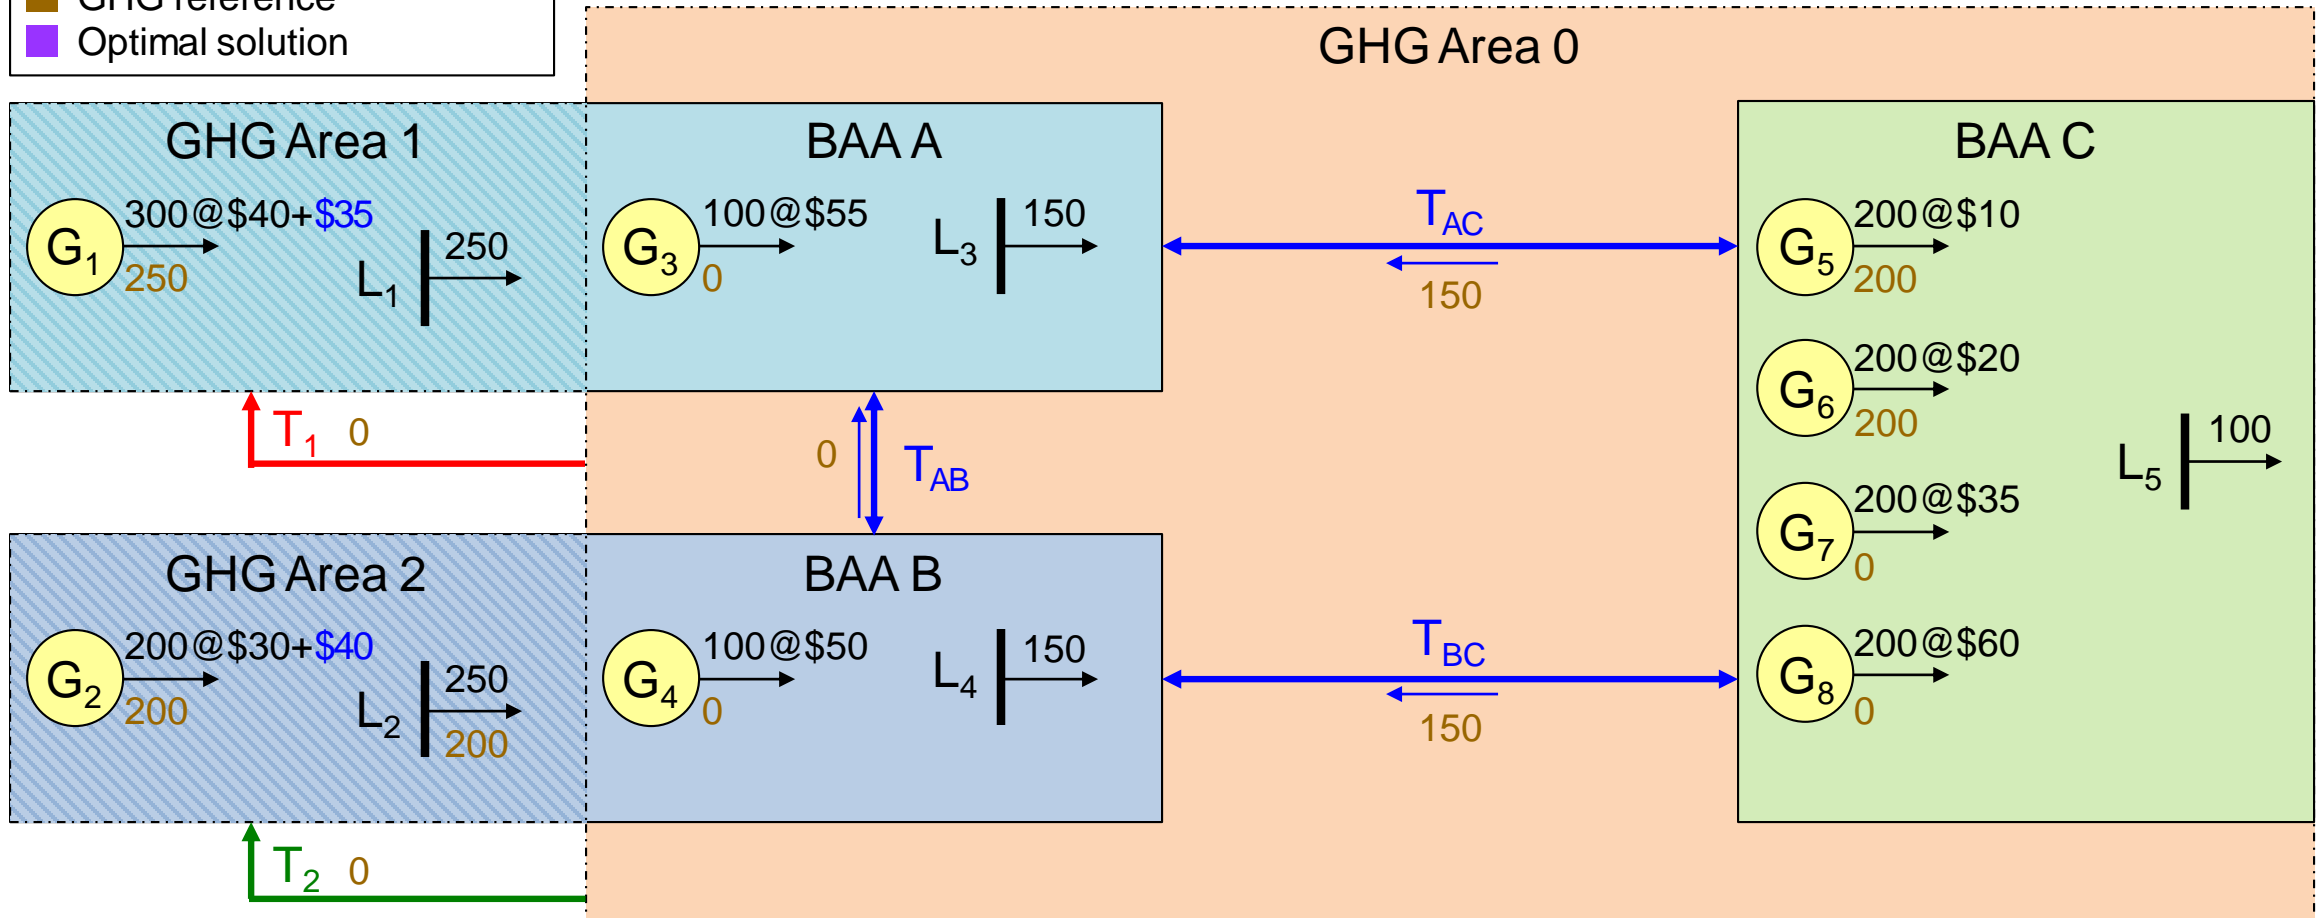 GHG reference
Optimal solution
GHG Area 0
GHG Area 1
BAA A
BAA C
G1
300@$40+$35
250
L1
250
G3
100@$55
0
L3
150
TAC
150
G5
200@$10
200
G6
200@$20
200
G7
200@$35
0
G8
200@$60
0
L5
100
T1 0
0
TAB
GHG Area 2
BAA B
G2
200@$30+$40
200
L2
250
200
G4
100@$50
0
L4
150
TBC
150
T2 0